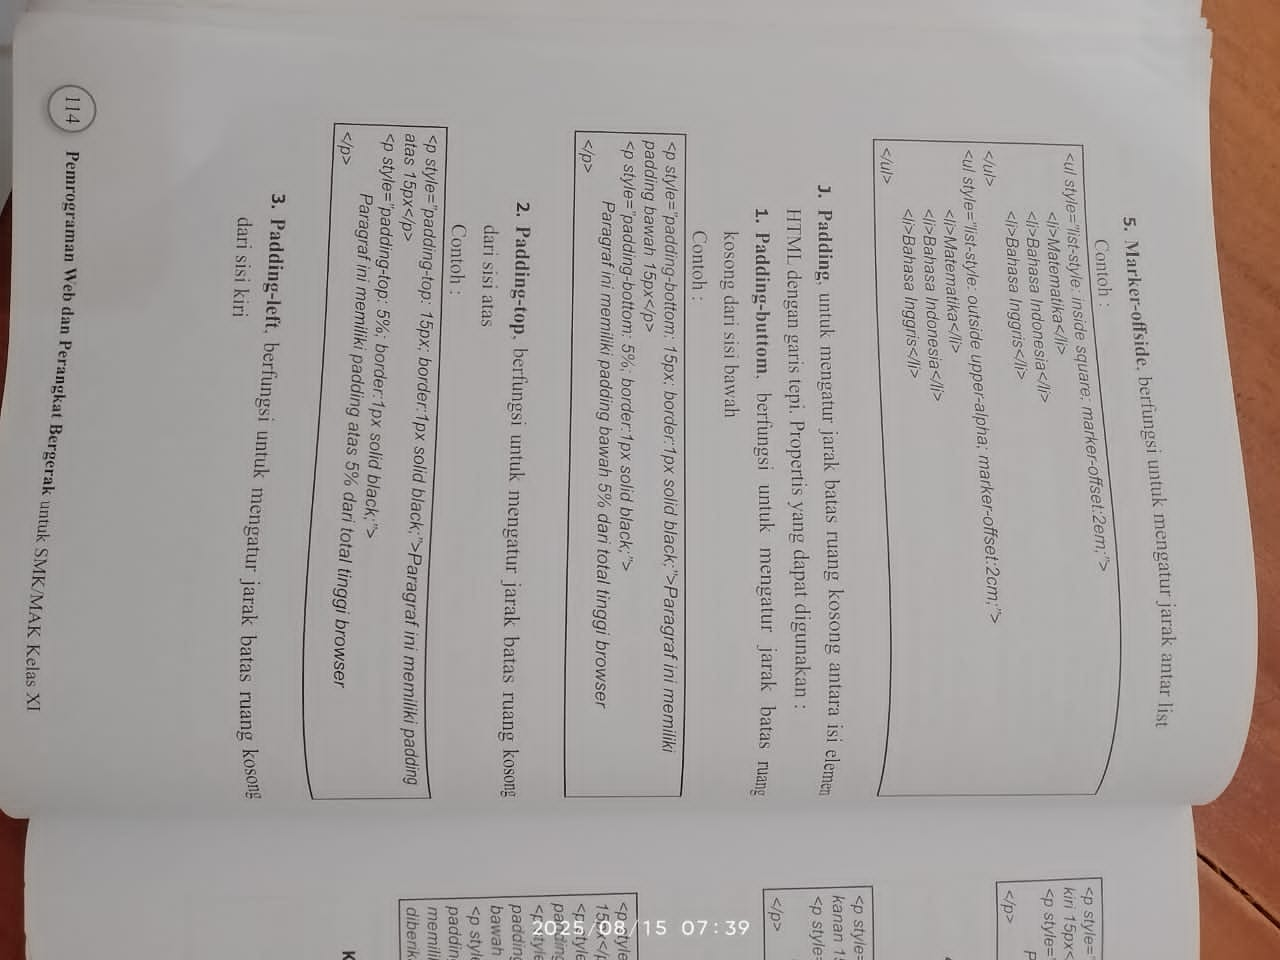 5. Marker-offside, berfungsi untuk mengatur jarak antar list
Contoh :
<ul style="list-style: inside square; marker-offset:2em;">
<li>Matematika</li>
<li>Bahasa Indonesia</li>
<li>Bahasa Inggris</li>
</ul>
<ul style="list-style: outside upper-alpha; marker-offset:2cm;">
<li>Matematika</li>
<li>Bahasa Indonesia</li>
<li>Bahasa Inggris</li>
</ul>
J. Padding, untuk mengatur jarak batas ruang kosong antara isi elemen
HTML dengan garis tepi. Propertis yang dapat digunakan :
1. Padding-buttom, berfungsi untuk mengatur jarak batas ruang
kosong dari sisi bawah
Contoh :
<p style="padding-bottom: 15px; border:1px solid black;">Paragraf ini memiliki
padding bawah 15px</p>
<p style="padding-bottom: 5%; border:1px solid black;">
Paragraf ini memiliki padding bawah 5% dari total tinggi browser
</p>
2. Padding-top, berfungsi untuk mengatur jarak batas ruang kosong
dari sisi atas
Contoh :
<p style="padding-top: 15px; border:1px solid black;">Paragraf ini memiliki padding
atas 15px</p>
<p style="padding-top: 5%; border:1px solid black;">
Paragraf ini memiliki padding atas 5% dari total tinggi browser
</p>
3. Padding-left, berfungsi untuk mengatur jarak batas ruang kosong
dari sisi kiri
114 Pemrograman Web dan Perangkat Bergerak untuk SMK/MAK Kelas XI
<p style="
kiri 15px<
<p style="
</p>
<p style=
kanan 15
<p style=
</p>
<p style
15px</
<p style
padding
<p style
padding
bawah
<p styl
paddin
memilik
diberik
K
2025/08/15 07:39